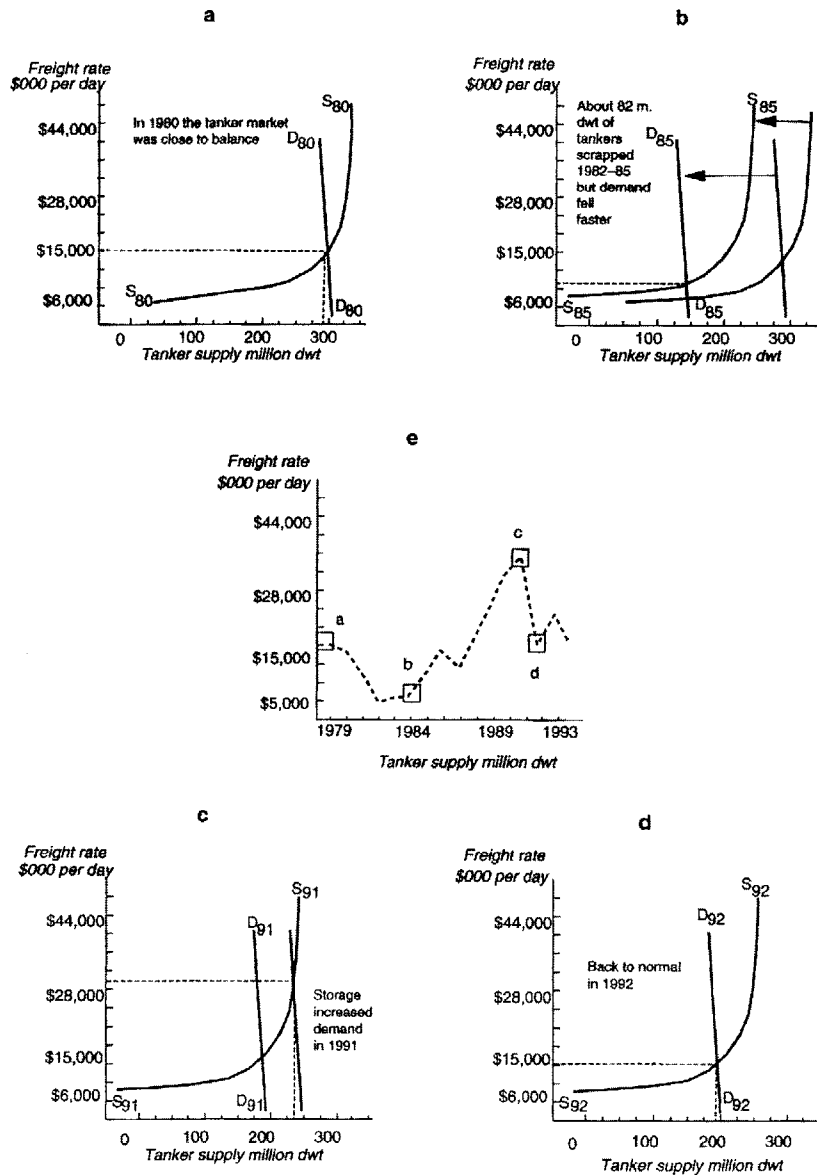 a
Freight rate
$000 per day
$44,000
$28,000
$15,000
$6,000
In 1980 the tanker market
was close to balance
S80
D80
S80
D80
0 100 200 300
Tanker supply million dwt
b
Freight rate
$000 per day
$44,000
$28,000
$15,000
$6,000
About 82 m.
dwt of
tankers
scrapped
1982–85
but demand
fell
faster
S85
D85
S85
D85
0 100 200 300
Tanker supply million dwt
e
Freight rate
$000 per day
$44,000
$28,000
$15,000
$5,000
a
b
c
d
1979 1984 1989 1993
Tanker supply million dwt
c
Freight rate
$000 per day
$44,000
$28,000
$15,000
$6,000
S91
D91
Storage
increased
demand
in 1991
S91
D91
0 100 200 300
Tanker supply million dwt
d
Freight rate
$000 per day
$44,000
$28,000
$15,000
$6,000
S92
D92
Back to normal
in 1992
S92
D92
0 100 200 300
Tanker supply million dwt